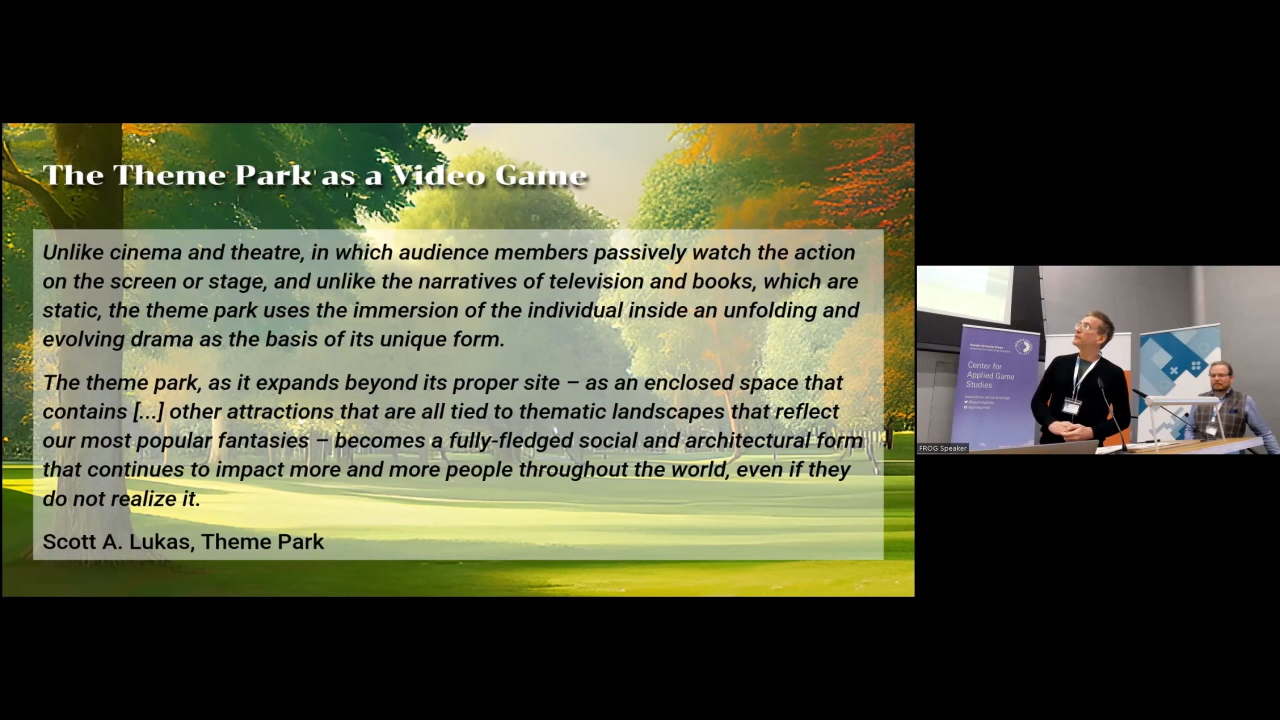 The Theme Park as a Video Game
Unlike cinema and theatre, in which audience members passively watch the action
on the screen or stage, and unlike the narratives of television and books, which are
static, the theme park uses the immersion of the individual inside an unfolding and
evolving drama as the basis of its unique form.
The theme park, as it expands beyond its proper site – as an enclosed space that
contains [...] other attractions that are all tied to thematic landscapes that reflect
our most popular fantasies – becomes a fully-fledged social and architectural form
that continues to impact more and more people throughout the world, even if they
do not realize it.
Scott A. Lukas, Theme Park
Center for
Applied Game
Studies
FROG Speaker